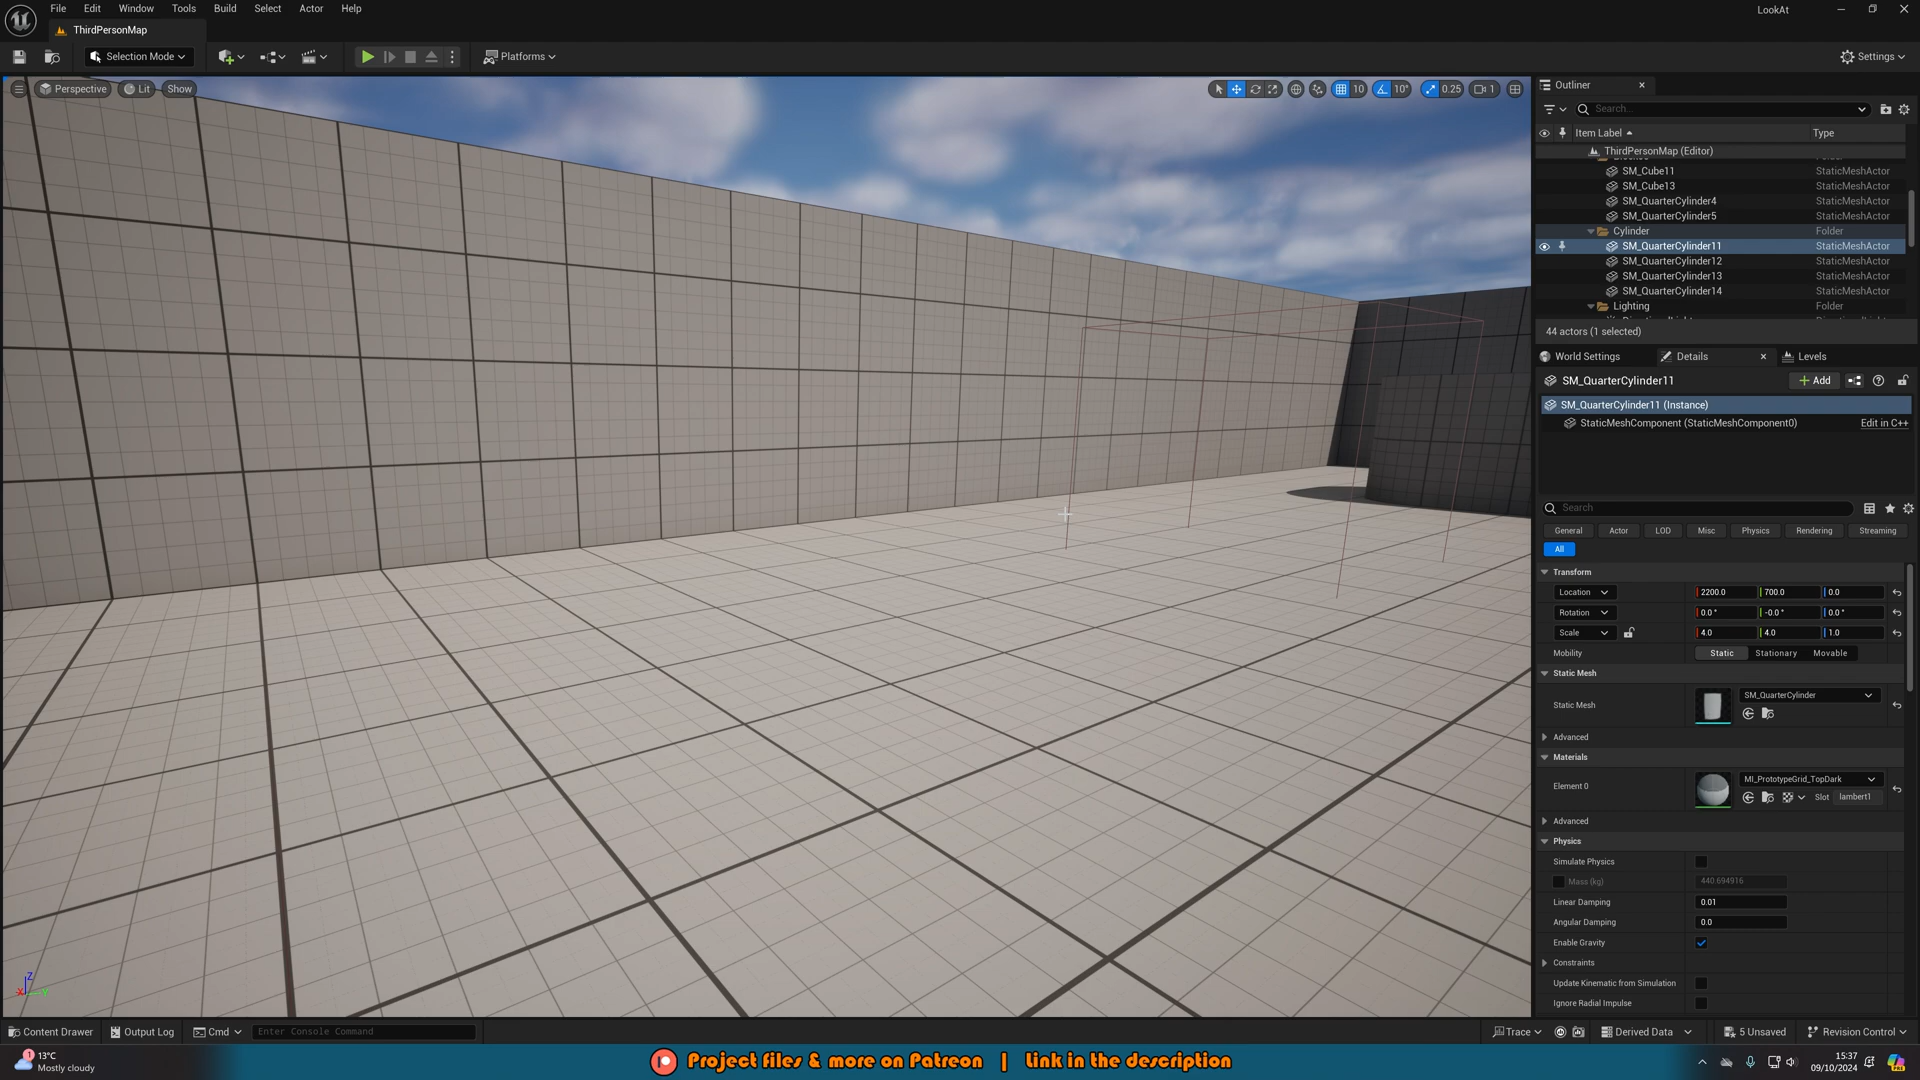 File Edit Window Tools Build Select Actor Help
LookAt
ThirdPersonMap
Selection Mode
Platforms
Settings
Perspective Lit Show
10 10° 0.25 1
Outliner
Search...
Item Label Type
ThirdPersonMap (Editor)
SM_Cube11 StaticMeshActor
SM_Cube13 StaticMeshActor
SM_QuarterCylinder4 StaticMeshActor
SM_QuarterCylinder5 StaticMeshActor
Cylinder Folder
SM_QuarterCylinder11 StaticMeshActor
SM_QuarterCylinder12 StaticMeshActor
SM_QuarterCylinder13 StaticMeshActor
SM_QuarterCylinder14 StaticMeshActor
Lighting Folder
44 actors (1 selected)
World Settings Details Levels
SM_QuarterCylinder11
Add
SM_QuarterCylinder11 (Instance)
StaticMeshComponent (StaticMeshComponent0) Edit in C++
Search
General Actor LOD Misc Physics Rendering Streaming
All
Transform
Location 2200.0 700.0 0.0
Rotation 0.0 ° -0.0 ° 0.0 °
Scale 4.0 4.0 1.0
Mobility Static Stationary Movable
Static Mesh
Static Mesh SM_QuarterCylinder
Advanced
Materials
Element 0 MI_PrototypeGrid_TopDark
Slot lambert1
Advanced
Physics
Simulate Physics
Mass (kg) 440.694916
Linear Damping 0.01
Angular Damping 0.0
Enable Gravity
Constraints
Update Kinematic from Simulation
Ignore Radial Impulse
Z
X Y
Content Drawer Output Log Cmd Enter Console Command
Trace Derived Data 5 Unsaved Revision Control
1 13°C
Mostly cloudy
Project files & more on Patreon | Link in the description
15:37
09/10/2024
PRE